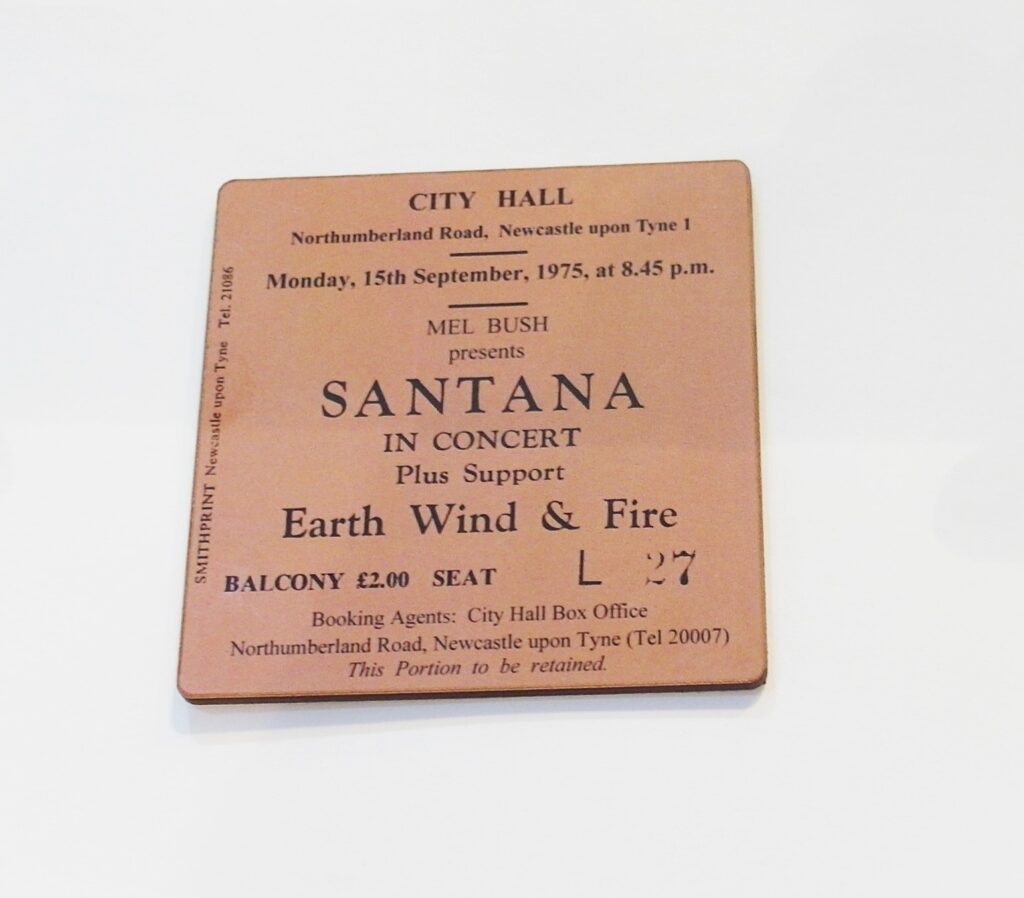 CITY HALL
Northumberland Road, Newcastle upon Tyne 1
Monday, 15th September, 1975, at 8.45 p.m.
MEL BUSH
presents
SANTANA
IN CONCERT
Plus Support
Earth Wind & Fire
BALCONY £2.00 SEAT L 27
Booking Agents: City Hall Box Office
Northumberland Road, Newcastle upon Tyne (Tel 20007)
This Portion to be retained.
SMITHPRINT Newcastle upon Tyne Tel. 21086